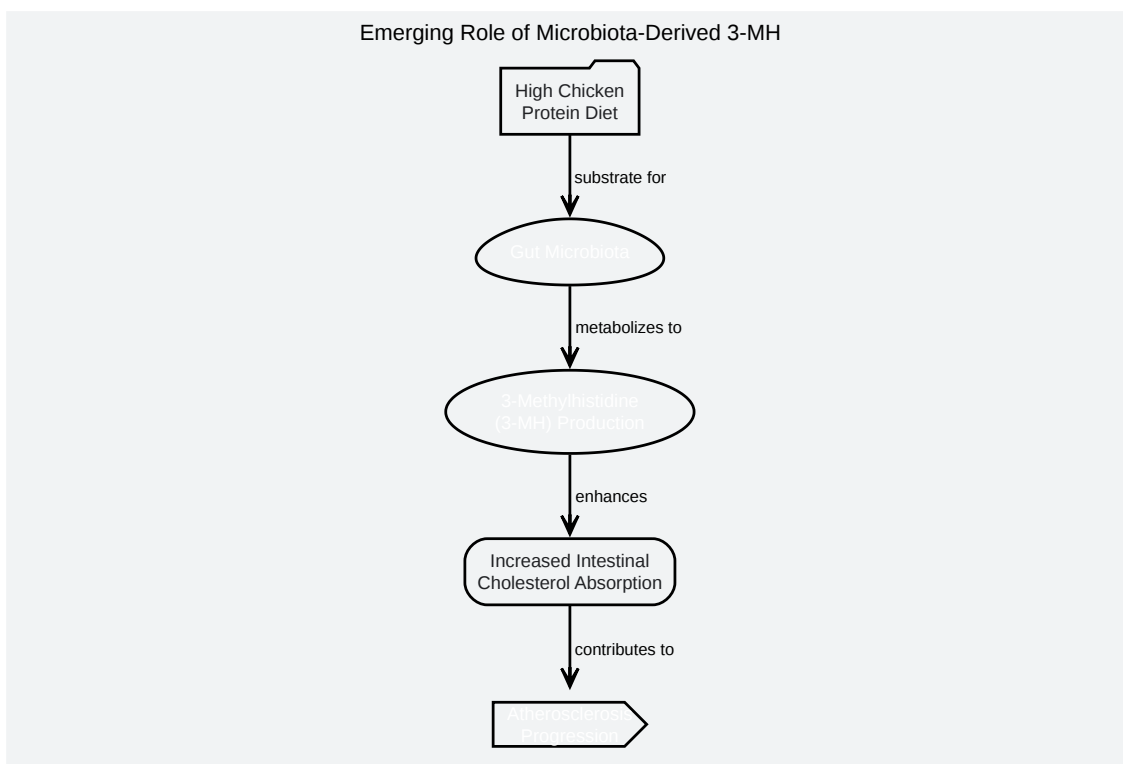 Emerging Role of Microbiota-Derived 3-MH
High Chicken
Protein Diet
substrate for
Gut Microbiota
metabolizes to
3-Methylhistidine
(3-MH) Production
enhances
Increased Intestinal
Cholesterol Absorption
contributes to
Atherosclerosis
Progression